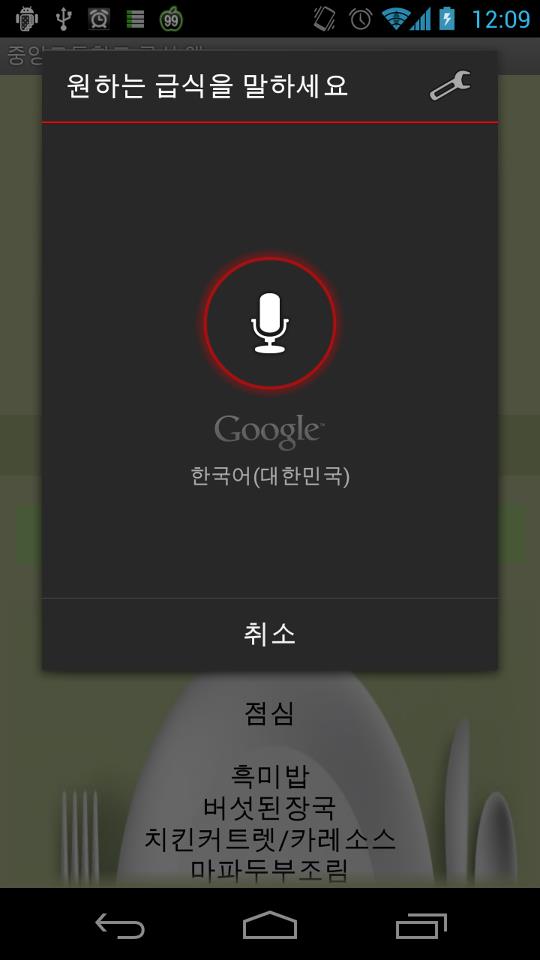 99
12:09
원하는 급식을 말하세요
Google™
한국어(대한민국)
취소
점심
흑미밥
버섯된장국
치킨커트렛/카레소스
마파두부조림